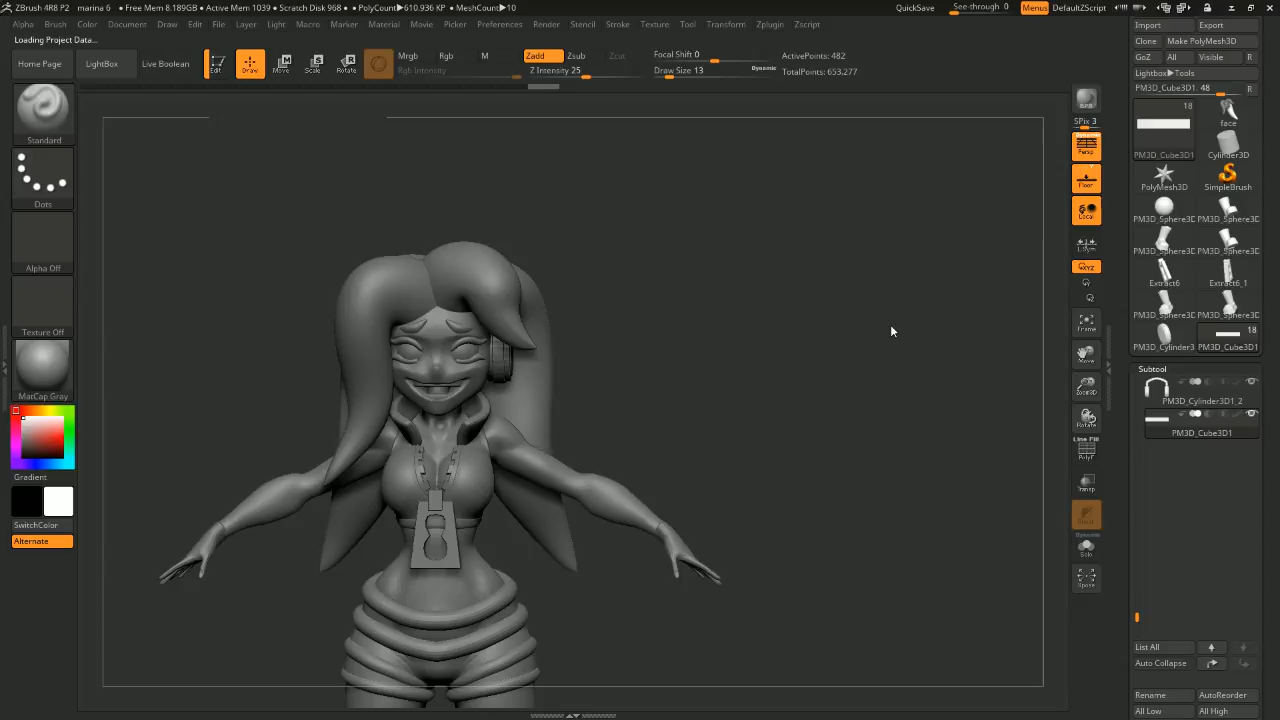 ZBrush 4R8 P2 marina 6 ● Free Mem 8.189GB ● Active Mem 1039 ● Scratch Disk 968 ● PolyCount▶610.936 KP ● MeshCount▶10
QuickSave See-through 0 Menus DefaultZScript
Alpha Brush Color Document Draw Edit File Layer Light Macro Marker Material Movie Picker Preferences Render Stencil Stroke Texture Tool Transform Zplugin Zscript
Loading Project Data...
Home Page LightBox Live Boolean Edit Draw Move Scale Rotate
Mrgb Rgb M
Rgb Intensity
Zadd Zsub Zcut
Z Intensity 25
Focal Shift 0
Draw Size 13 Dynamic
ActivePoints: 482
TotalPoints: 653,277
Standard
Dots
Alpha Off
Texture Off
MatCap Gray
Gradient
SwitchColor
Alternate
BPR
SPix 3
Dynamic
Persp
Floor
Local
L.Sym
XYZ
Frame
Move
Zoom3D
Rotate
Line Fill
PolyF
Transp
Dynamic
Solo
Xpose
Import Export
Clone Make PolyMesh3D
GoZ All Visible R
Lightbox▶Tools
PM3D_Cube3D1. 48 R
18
face
PM3D_Cube3D1 Cylinder3D
PolyMesh3D SimpleBrush
PM3D_Sphere3D PM3D_Sphere3D
PM3D_Sphere3D PM3D_Sphere3D
Extract6 Extract6_1
PM3D_Sphere3D PM3D_Sphere3D
18
PM3D_Cylinder3 PM3D_Cube3D1
Subtool
PM3D_Cylinder3D1_2
PM3D_Cube3D1
List All
Auto Collapse
Rename AutoReorder
All Low All High